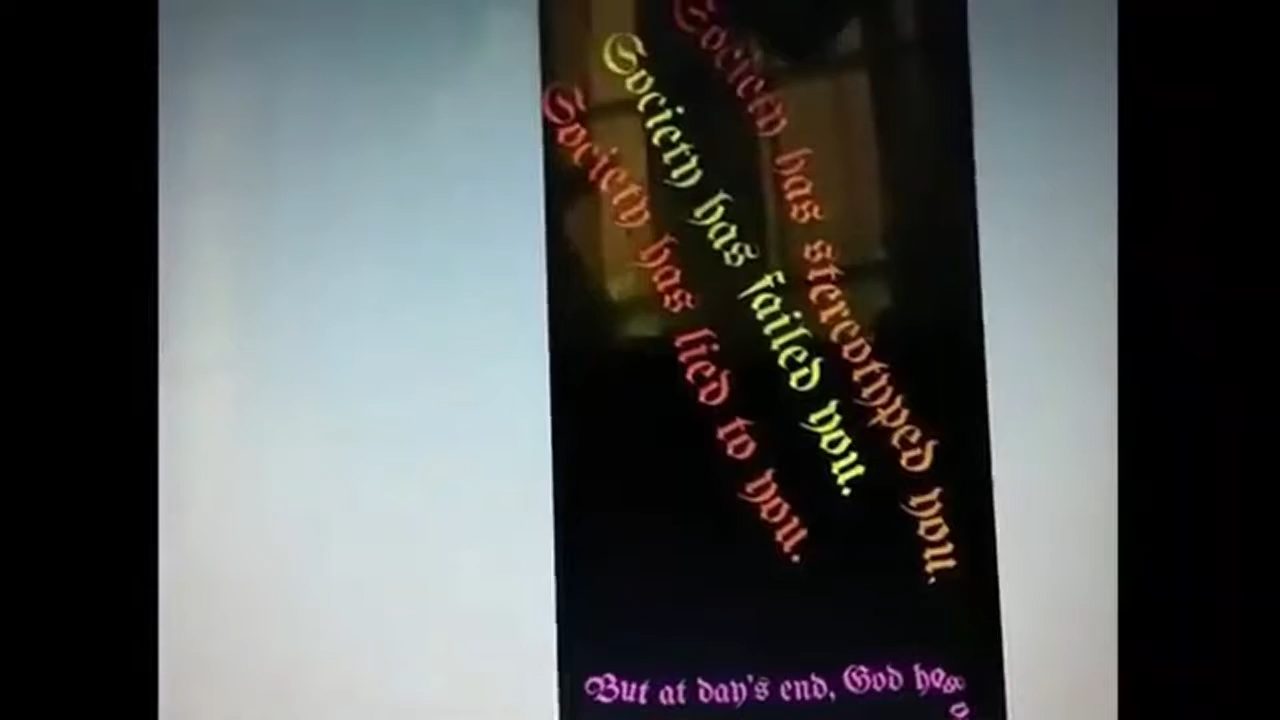 Society has stereotyped you.
Society has failed you.
Society has lied to you.
But at day's end, God has